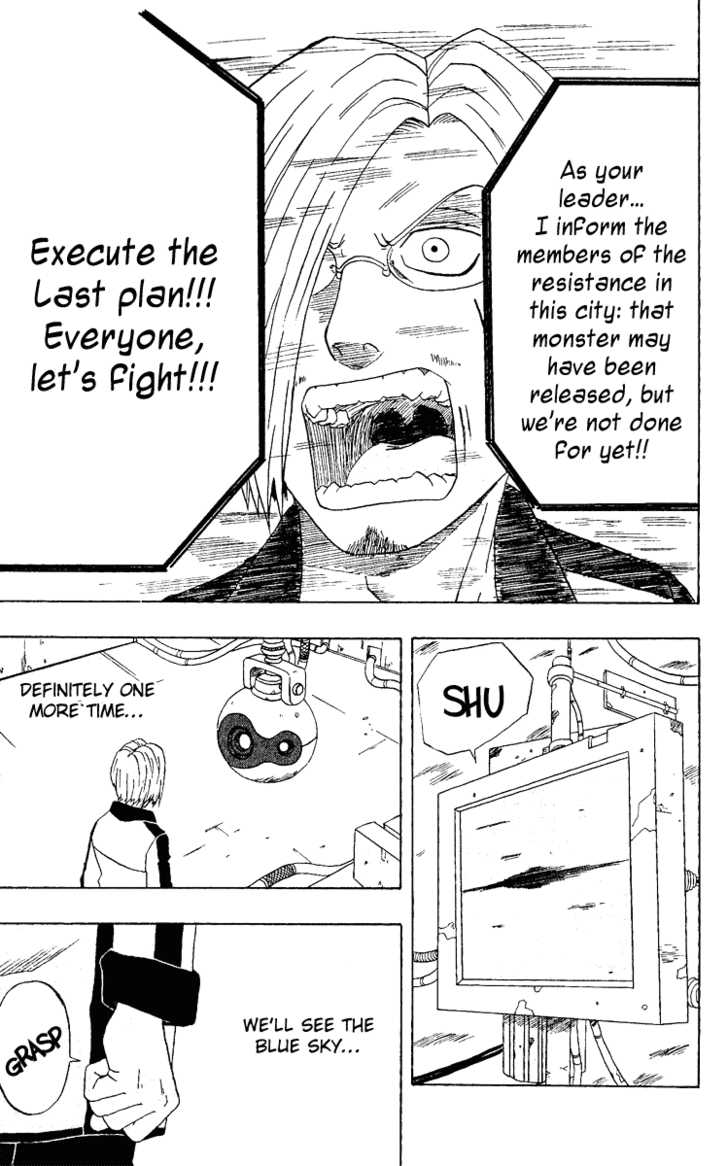 As your
leader...
I inform the
members of the
resistance in
this city: that
monster may
have been
released, but
we're not done
for yet!!
Execute the
Last plan!!!
Everyone,
let's fight!!!
SHU
DEFINITELY ONE
MORE TIME...
WE'LL SEE THE
BLUE SKY...
GRASP